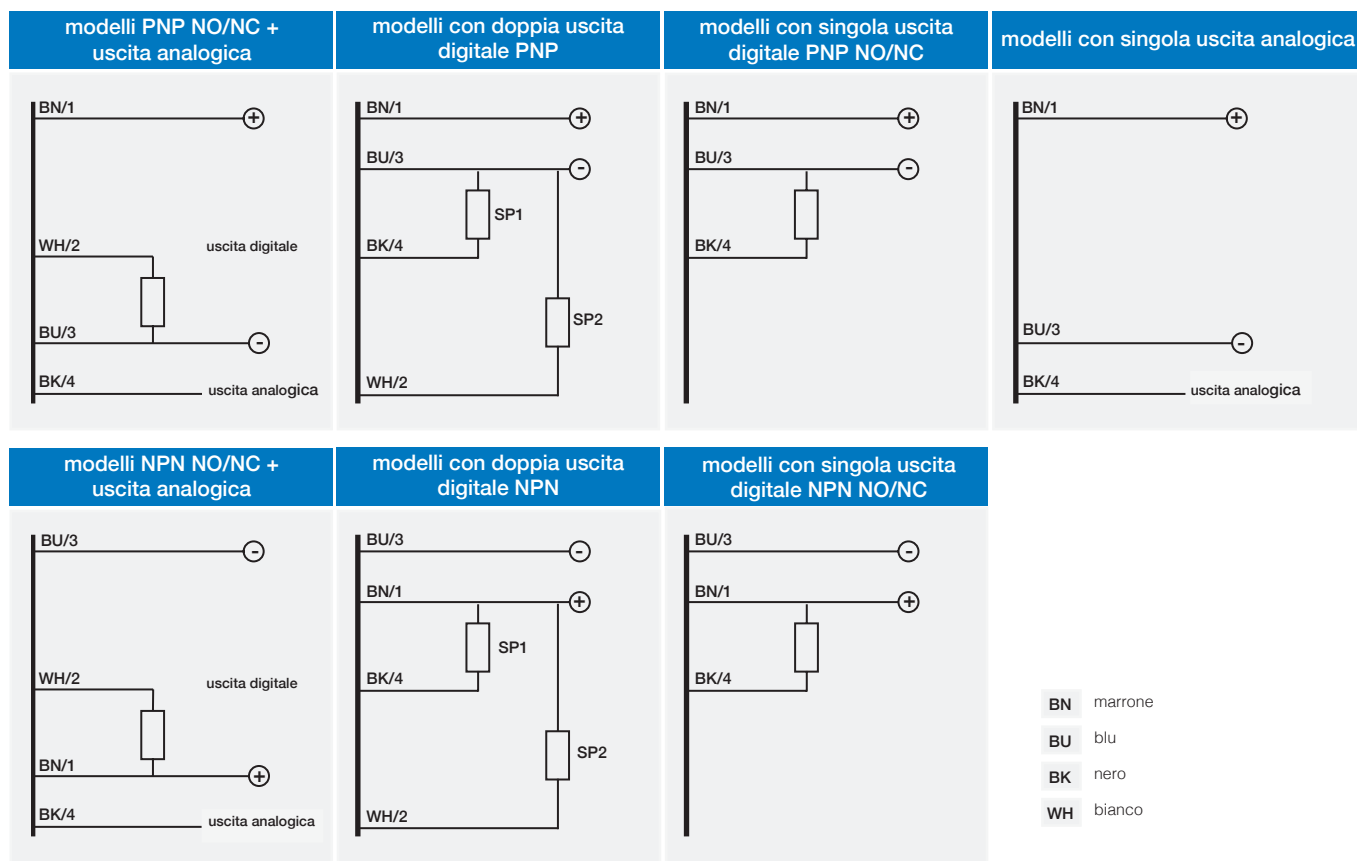 modelli PNP NO/NC +
uscita analogica
BN/1
+
WH/2
uscita digitale
BU/3
-
BK/4
uscita analogica
modelli con doppia uscita
digitale PNP
BN/1
+
BU/3
-
SP1
BK/4
SP2
WH/2
modelli con singola uscita
digitale PNP NO/NC
BN/1
+
BU/3
-
BK/4
modelli con singola uscita analogica
BN/1
+
BU/3
-
BK/4
uscita analogica
modelli NPN NO/NC +
uscita analogica
BU/3
-
WH/2
uscita digitale
BN/1
+
BK/4
uscita analogica
modelli con doppia uscita
digitale NPN
BU/3
-
BN/1
+
SP1
BK/4
SP2
WH/2
modelli con singola uscita
digitale NPN NO/NC
BU/3
-
BN/1
+
BK/4
BN marrone
BU blu
BK nero
WH bianco